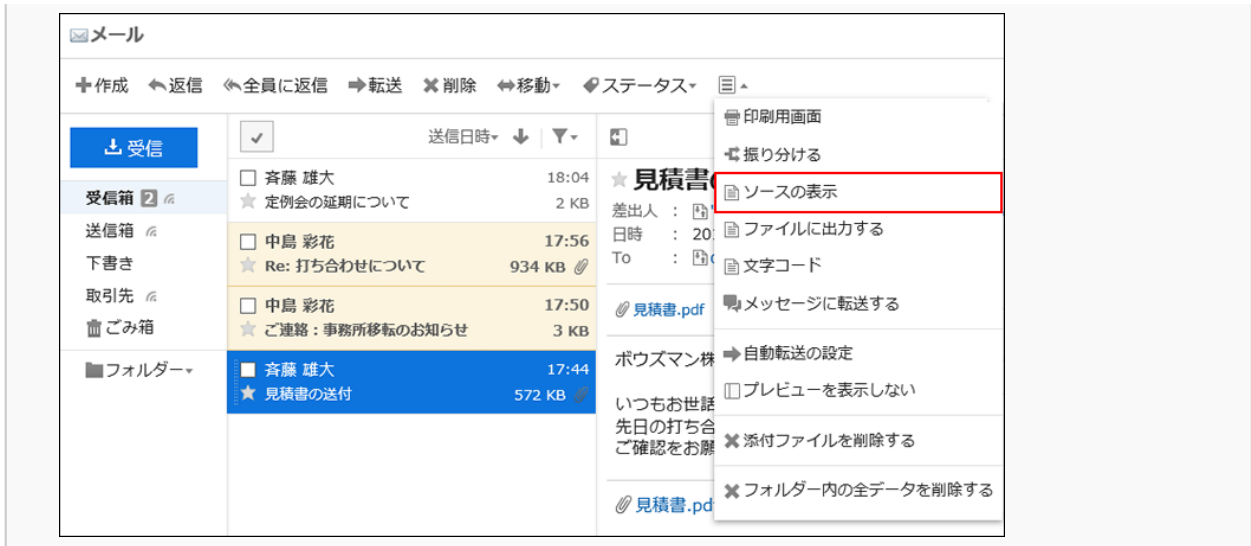 メール
作成 返信 全員に返信 転送 削除 移動 ステータス
受信
受信箱 2
送信箱
下書き
取引先
ごみ箱
フォルダー
送信日時
斉藤 雄大 18:04
定例会の延期について 2 KB
中島 彩花 17:56
Re: 打ち合わせについて 934 KB
中島 彩花 17:50
ご連絡：事務所移転のお知らせ 3 KB
斉藤 雄大 17:44
見積書の送付 572 KB
見積書
差出人 :
日時 : 20
To :
見積書.pdf
ボウズマン株
いつもお世話
先日の打ち合
ご確認をお願
見積書.pd
印刷用画面
振り分ける
ソースの表示
ファイルに出力する
文字コード
メッセージに転送する
自動転送の設定
プレビューを表示しない
添付ファイルを削除する
フォルダー内の全データを削除する